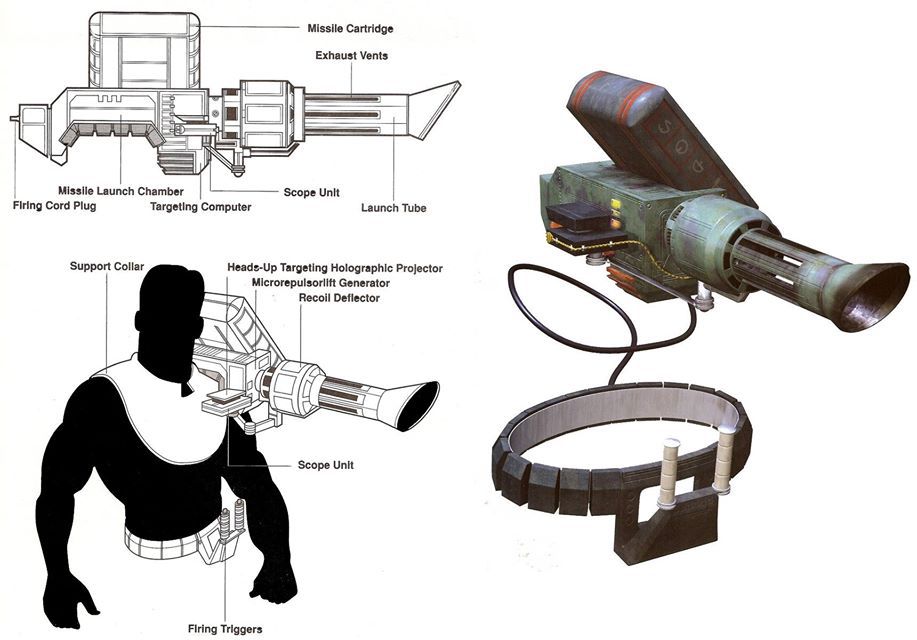 Missile Cartridge
Exhaust Vents
Missile Launch Chamber
Scope Unit
Firing Cord Plug
Targeting Computer
Launch Tube
Support Collar
Heads-Up Targeting Holographic Projector
Microrepulsorlift Generator
Recoil Deflector
Scope Unit
Firing Triggers